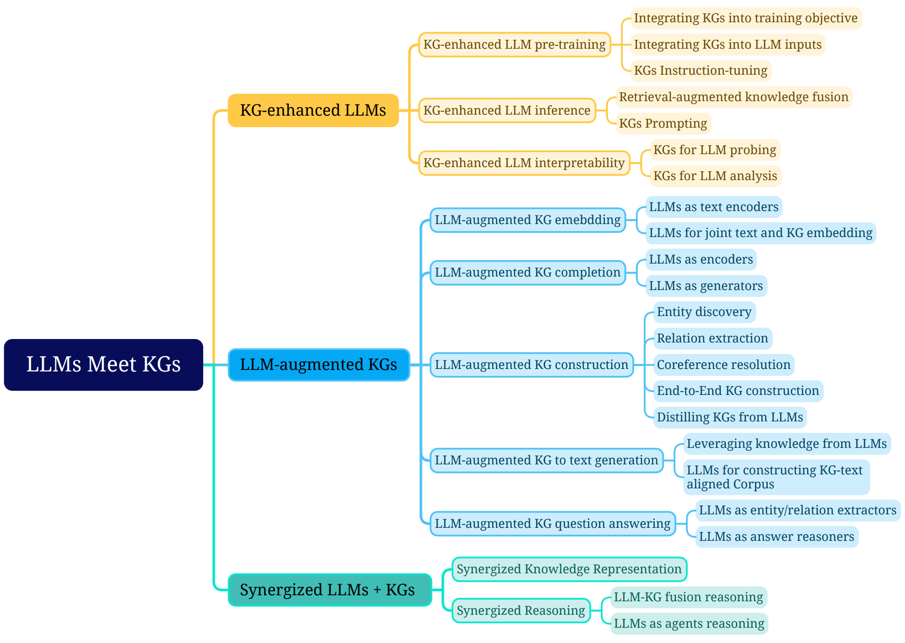 LLMs Meet KGs
KG-enhanced LLMs
KG-enhanced LLM pre-training
Integrating KGs into training objective
Integrating KGs into LLM inputs
KGs Instruction-tuning
KG-enhanced LLM inference
Retrieval-augmented knowledge fusion
KGs Prompting
KG-enhanced LLM interpretability
KGs for LLM probing
KGs for LLM analysis
LLM-augmented KGs
LLM-augmented KG emebdding
LLMs as text encoders
LLMs for joint text and KG embedding
LLM-augmented KG completion
LLMs as encoders
LLMs as generators
LLM-augmented KG construction
Entity discovery
Relation extraction
Coreference resolution
End-to-End KG construction
Distilling KGs from LLMs
LLM-augmented KG to text generation
Leveraging knowledge from LLMs
LLMs for constructing KG-text
aligned Corpus
LLM-augmented KG question answering
LLMs as entity/relation extractors
LLMs as answer reasoners
Synergized LLMs + KGs
Synergized Knowledge Representation
Synergized Reasoning
LLM-KG fusion reasoning
LLMs as agents reasoning